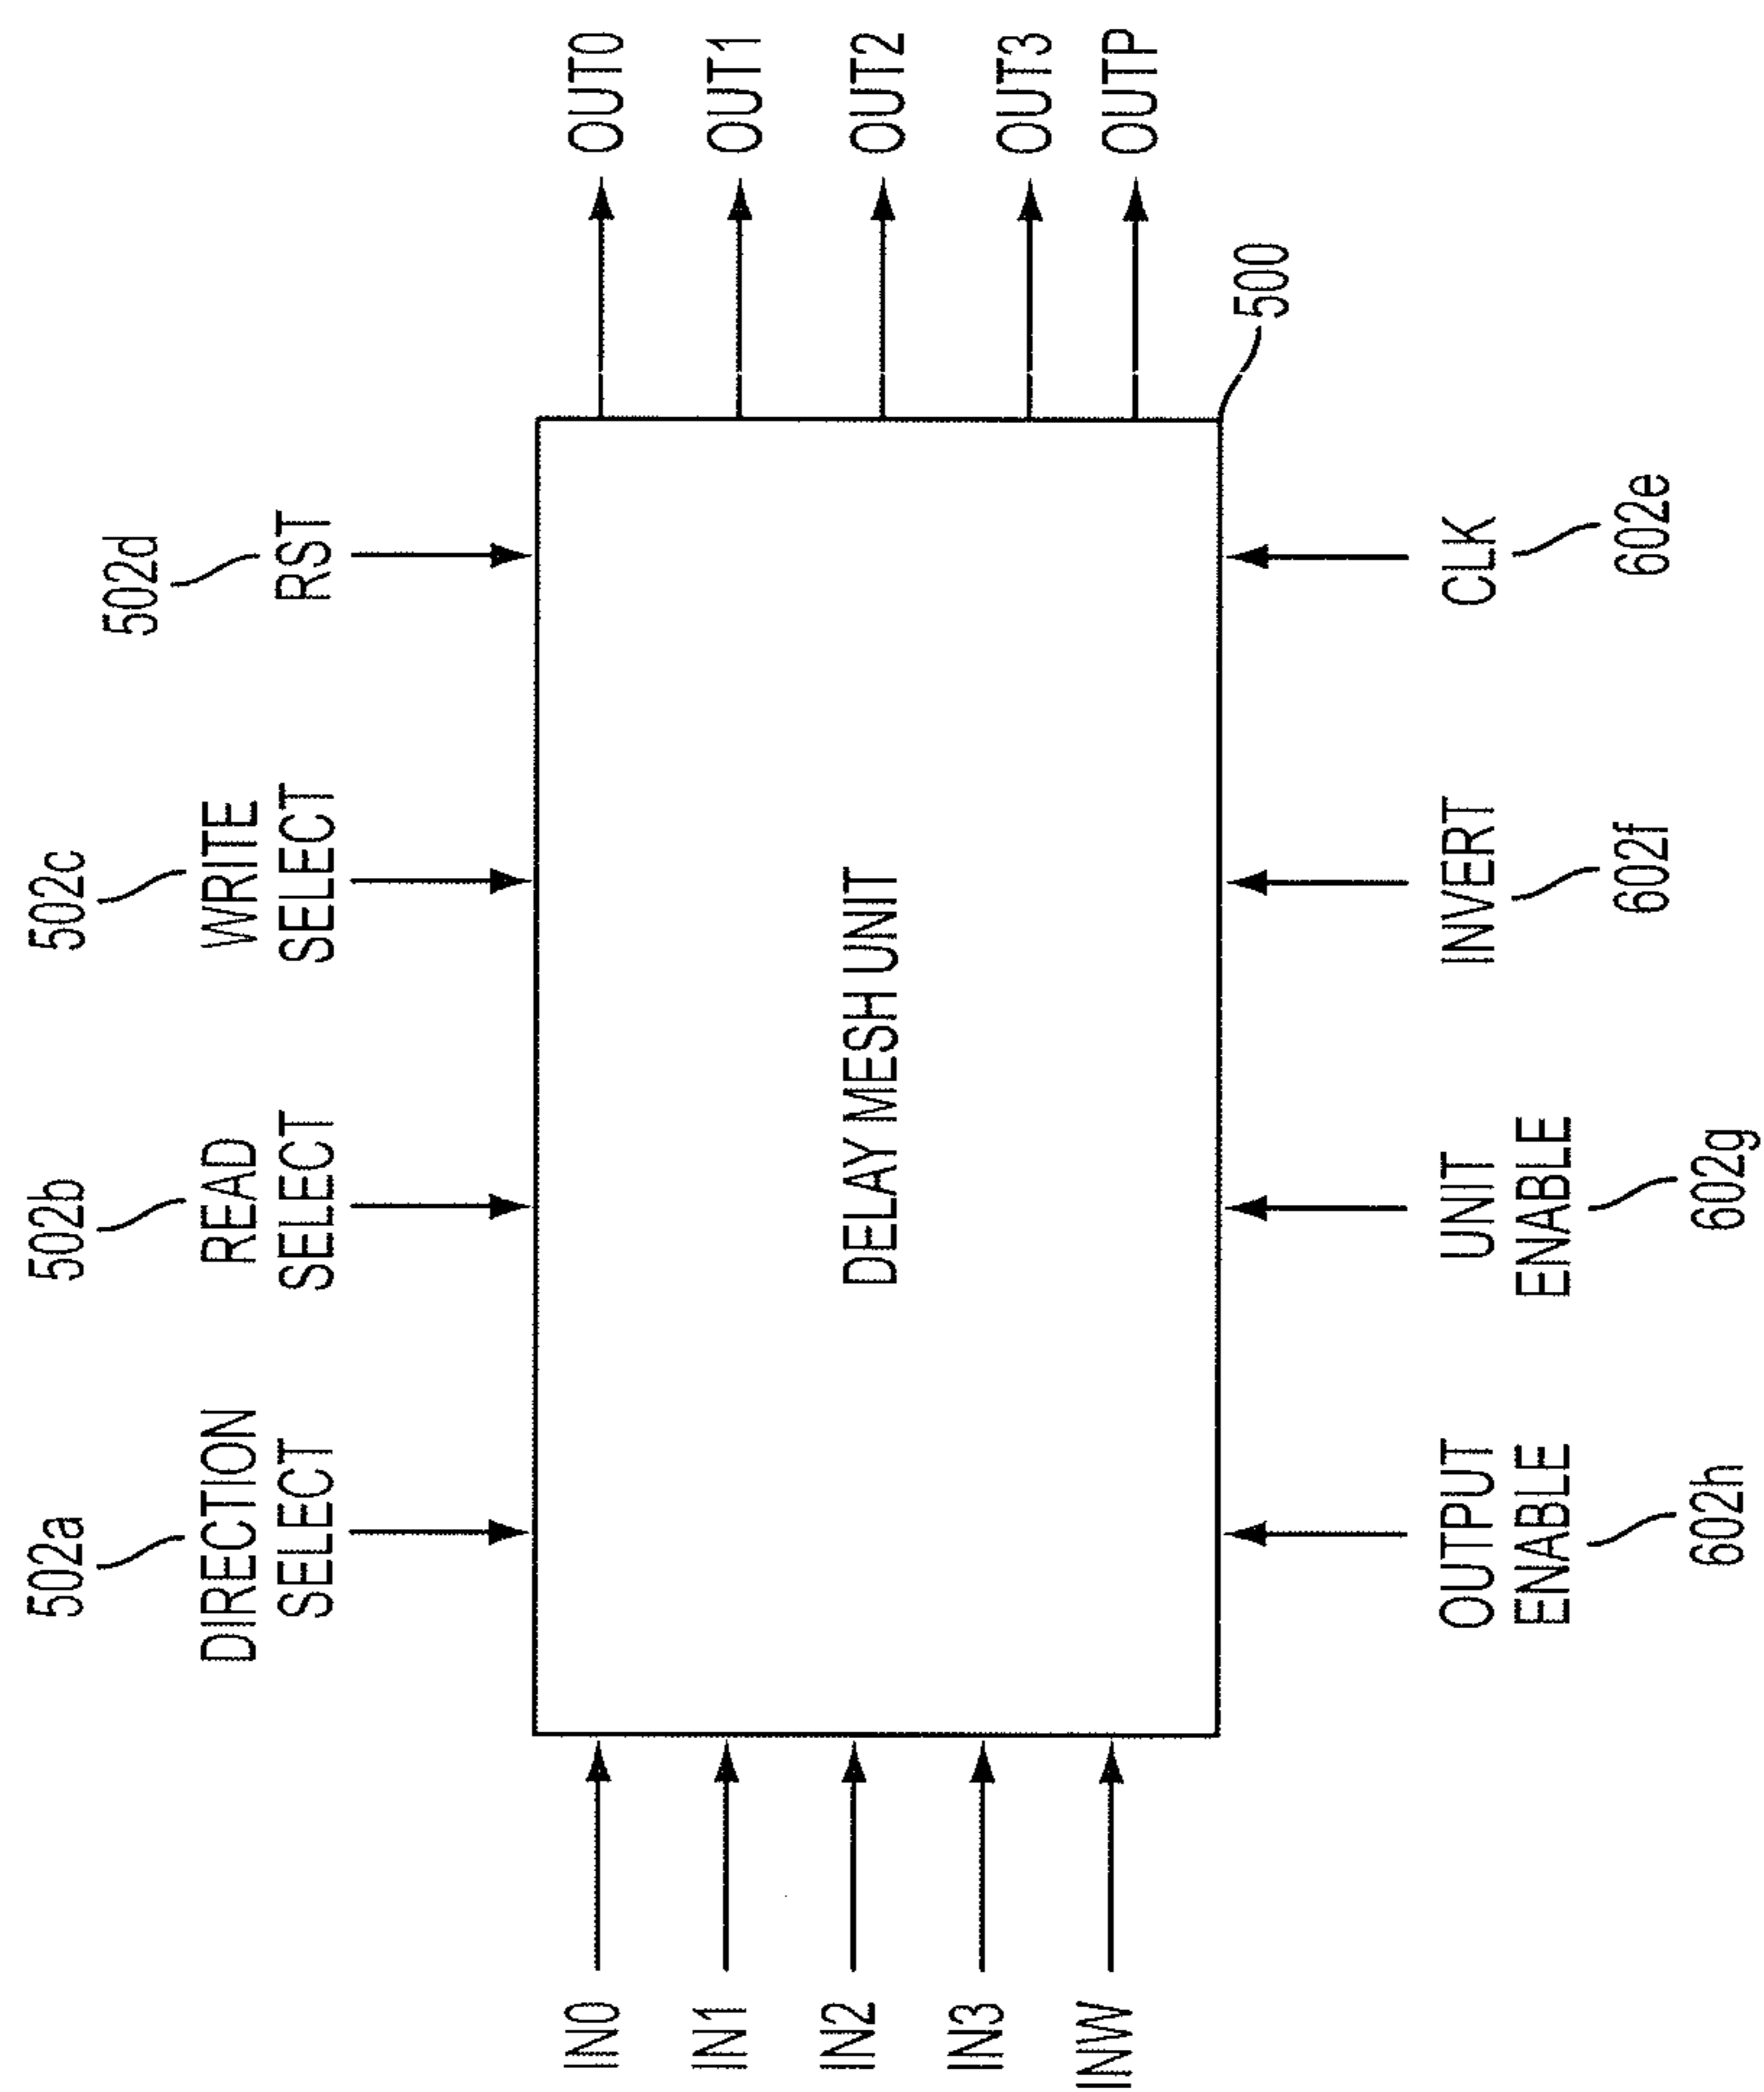 502a
502b
502c
502d
DIRECTION
SELECT
READ
SELECT
WRITE
SELECT
RST
IN0
IN1
IN2
IN3
INW
DELAY MESH UNIT
OUT0
OUT1
OUT2
OUT3
OUTP
500
OUTPUT
ENABLE
UNIT
ENABLE
INVERT
CLK
602h
602g
602f
602e